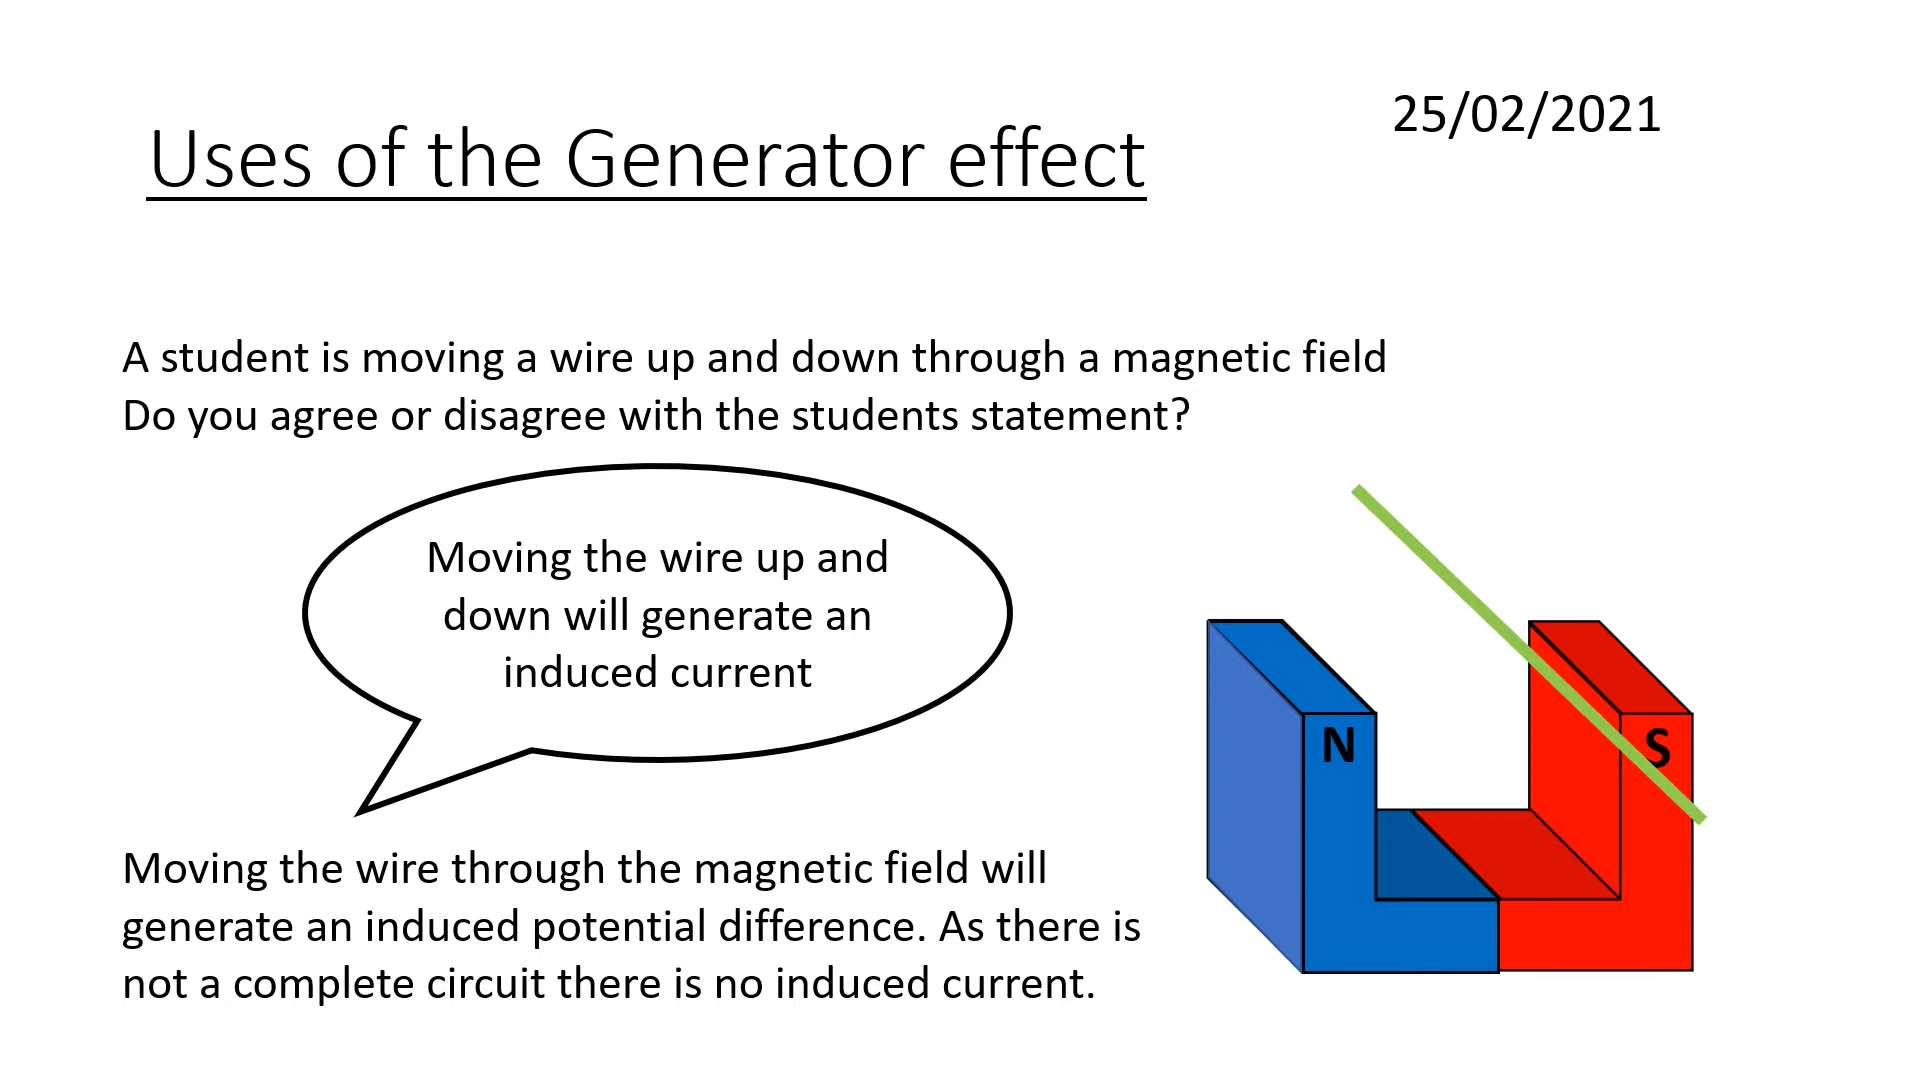 25/02/2021
Uses of the Generator effect
A student is moving a wire up and down through a magnetic field
Do you agree or disagree with the students statement?
Moving the wire up and
down will generate an
induced current
N
S
Moving the wire through the magnetic field will
generate an induced potential difference. As there is
not a complete circuit there is no induced current.